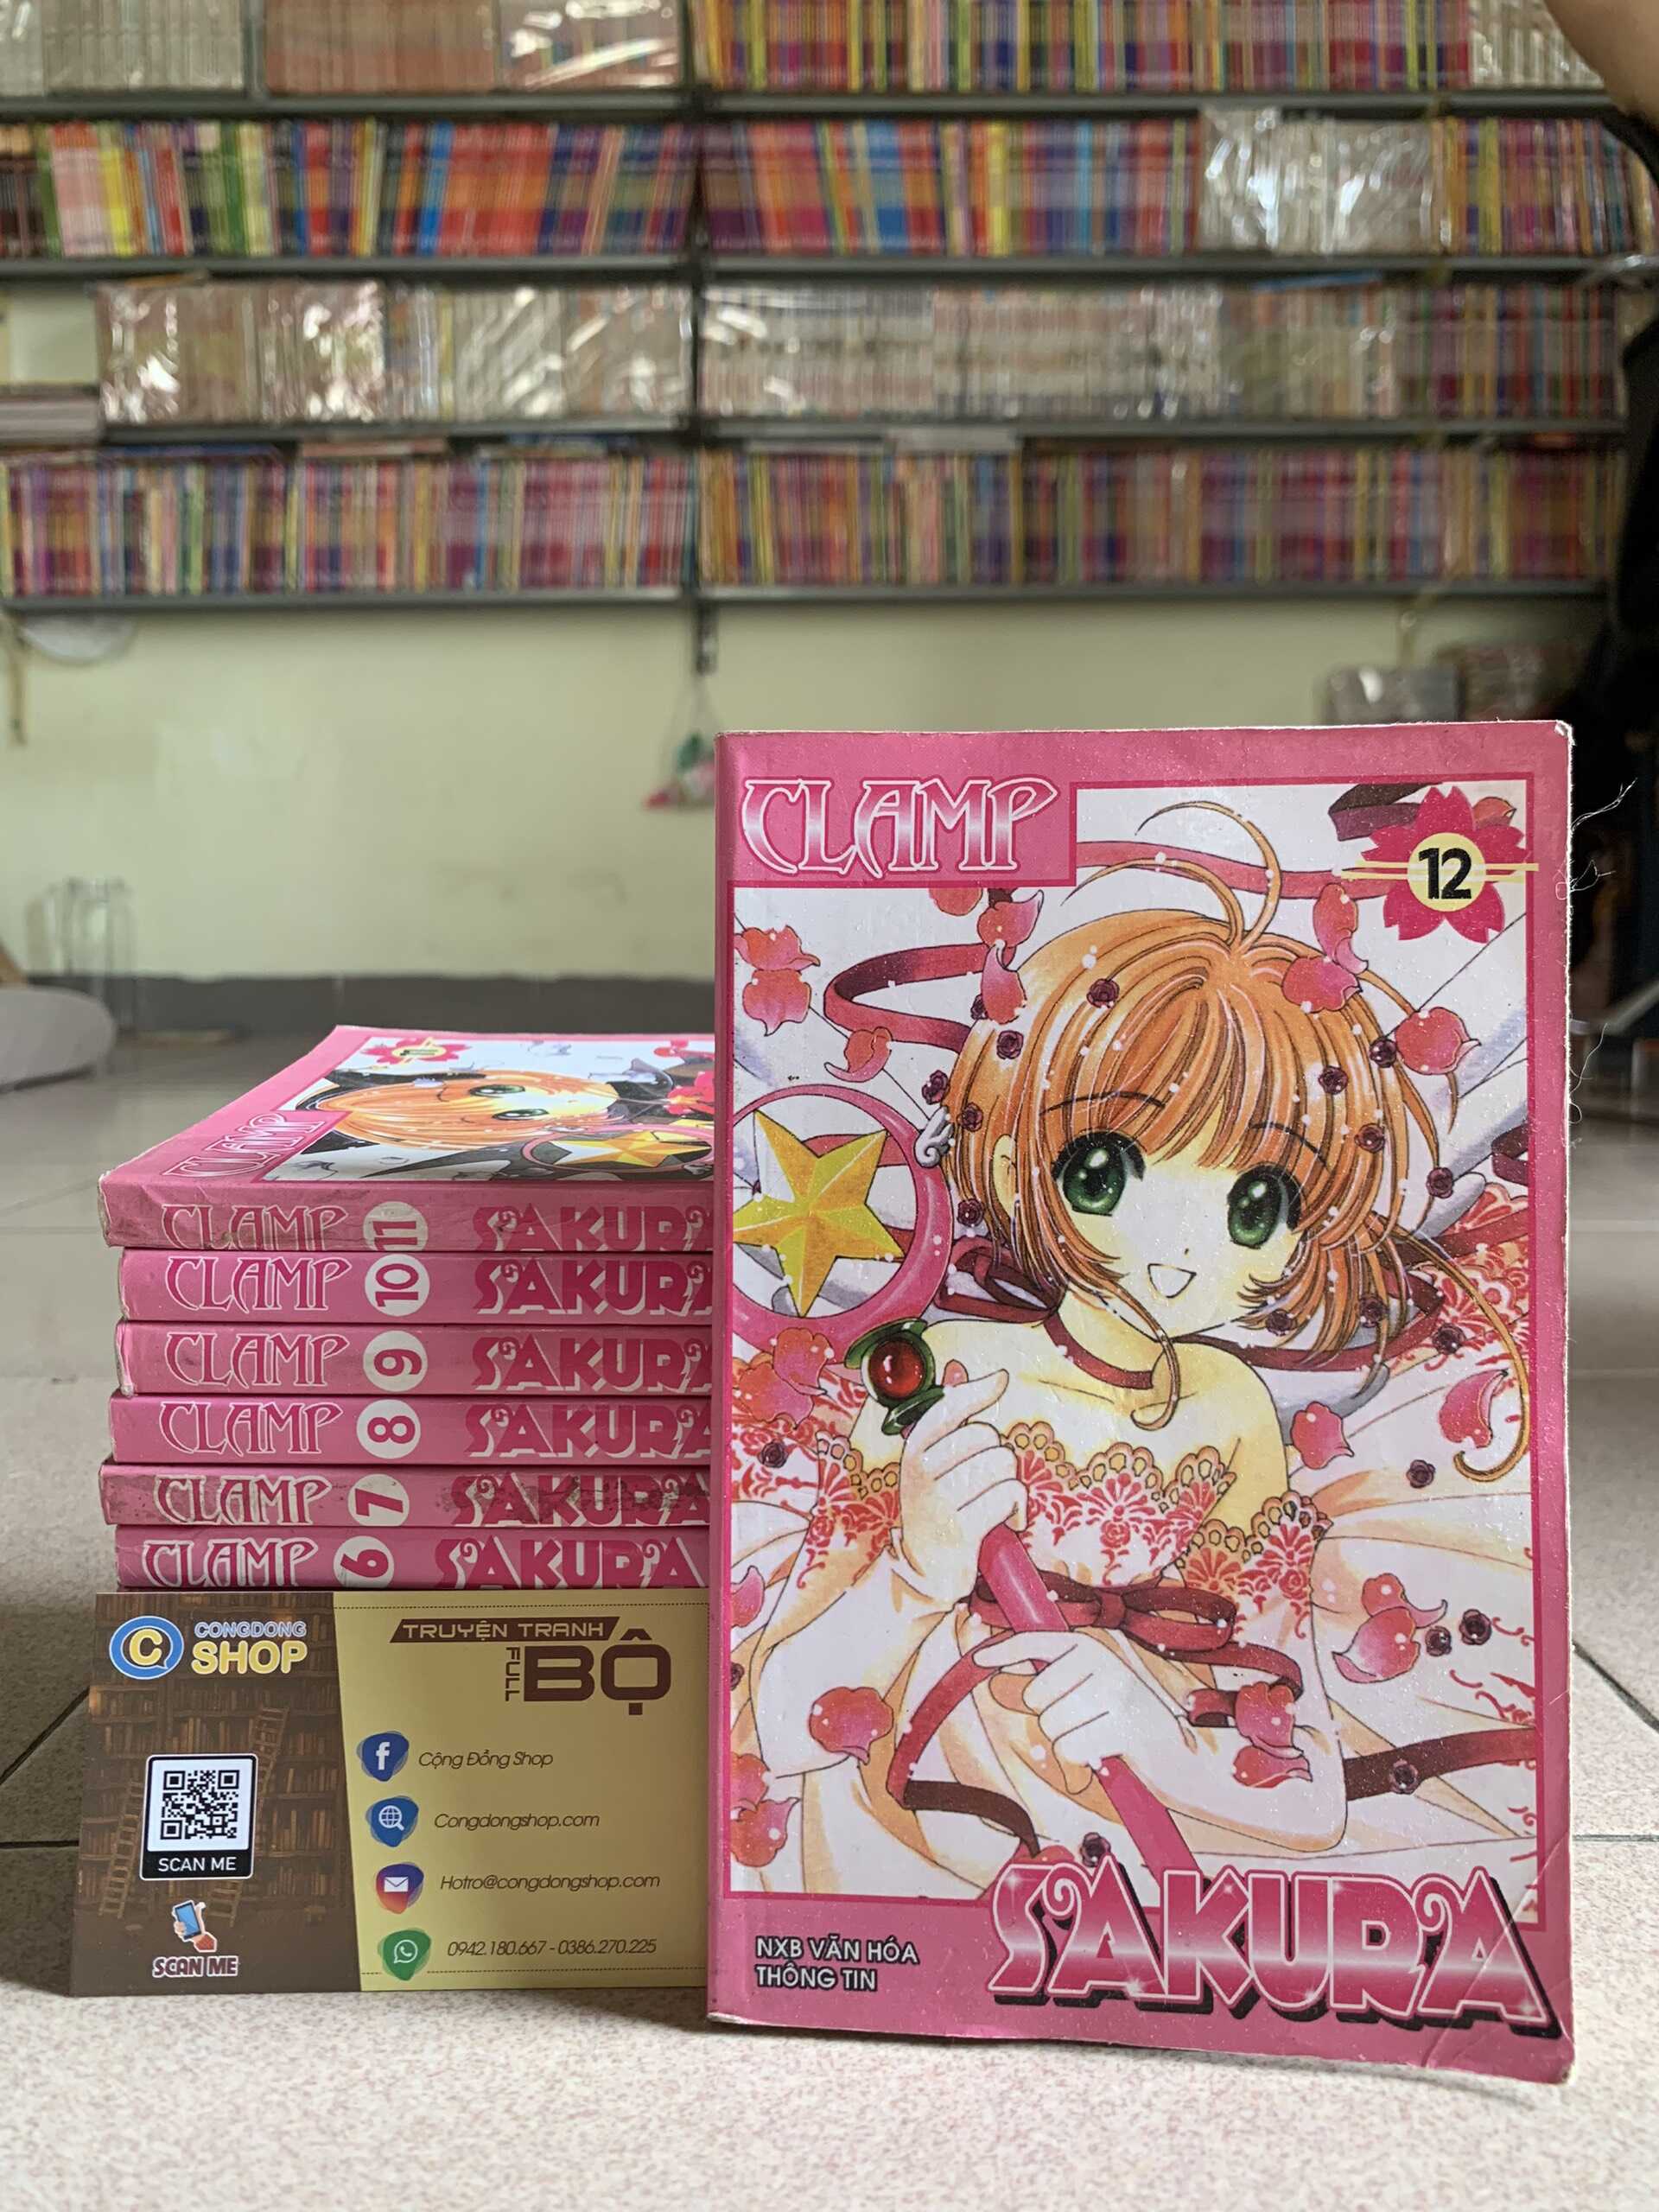 CLAMP
12
SAKURA
NXB VĂN HÓA
THÔNG TIN
11
CLAMP
CLAMP 11 SAKURA
CLAMP 10 SAKURA
CLAMP 9 SAKURA
CLAMP 8 SAKURA
CLAMP 7 SAKURA
CLAMP 6 SAKURA
CONGDONG
SHOP
SCAN ME
SCAN ME
TRUYỆN TRANH
FULL
BỘ
Cộng Đồng Shop
Congdongshop.com
Hotro@congdongshop.com
0942.180.667 - 0386.270.225